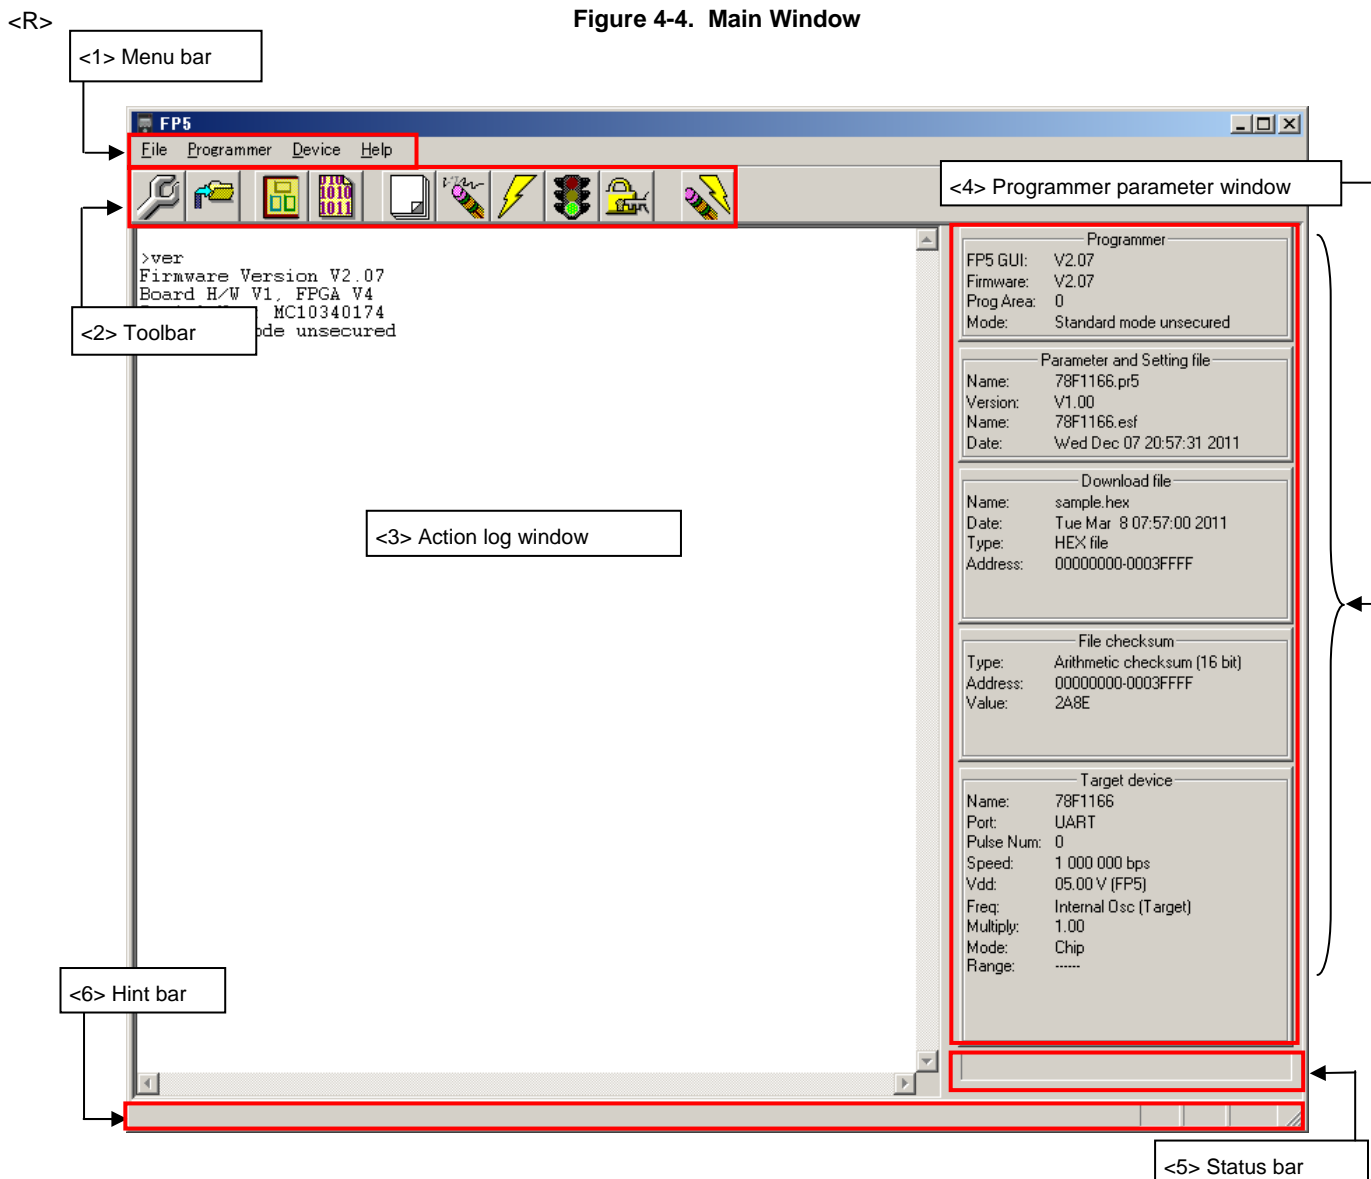 <R>
Figure 4-4. Main Window
<1> Menu bar
FP5
File Programmer Device Help
<4> Programmer parameter window
1010
1011
>ver
Firmware Version V2.07
Board H/W V1, FPGA V4
MC10340174
unsecured
<2> Toolbar
<3> Action log window
Programmer
FP5 GUI: V2.07
Firmware: V2.07
Prog Area: 0
Mode: Standard mode unsecured
Parameter and Setting file
Name: 78F1166.pr5
Version: V1.00
Name: 78F1166.esf
Date: Wed Dec 07 20:57:31 2011
Download file
Name: sample.hex
Date: Tue Mar 8 07:57:00 2011
Type: HEX file
Address: 00000000-0003FFFF
File checksum
Type: Arithmetic checksum (16 bit)
Address: 00000000-0003FFFF
Value: 2A8E
Target device
Name: 78F1166
Port: UART
Pulse Num: 0
Speed: 1 000 000 bps
Vdd: 05.00 V (FP5)
Freq: Internal Osc (Target)
Multiply: 1.00
Mode: Chip
Range: ------
<6> Hint bar
<5> Status bar